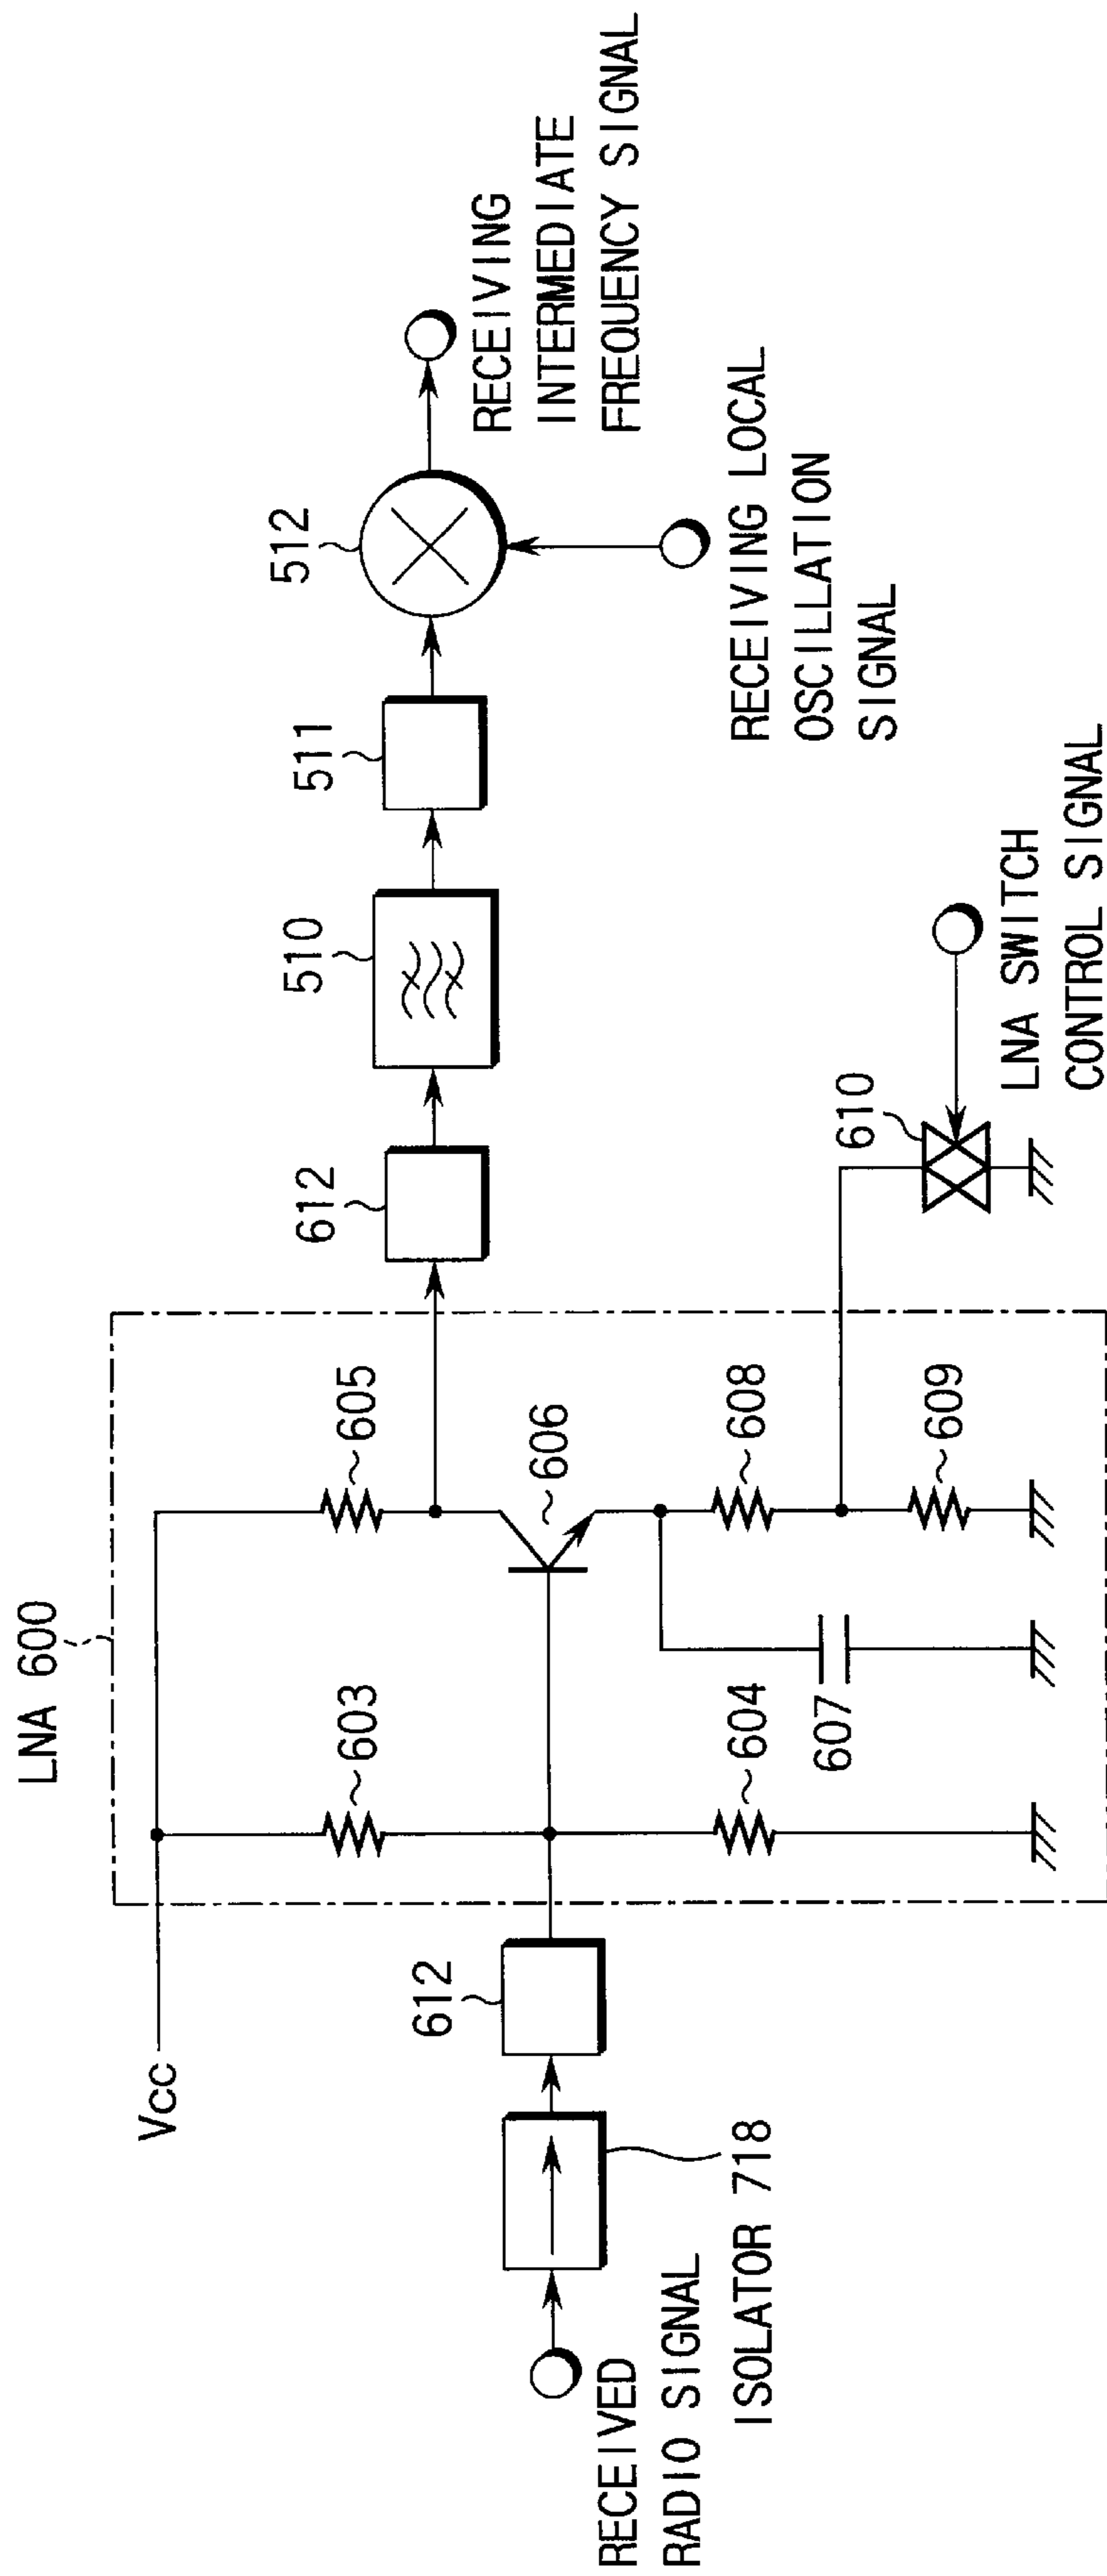 LNA 600
Vcc
603
605
606
604
607
608
609
612
RECEIVED
RADIO SIGNAL
ISOLATOR 718
612
510
511
512
RECEIVING
INTERMEDIATE
FREQUENCY SIGNAL
RECEIVING LOCAL
OSCILLATION
SIGNAL
610
LNA SWITCH
CONTROL SIGNAL